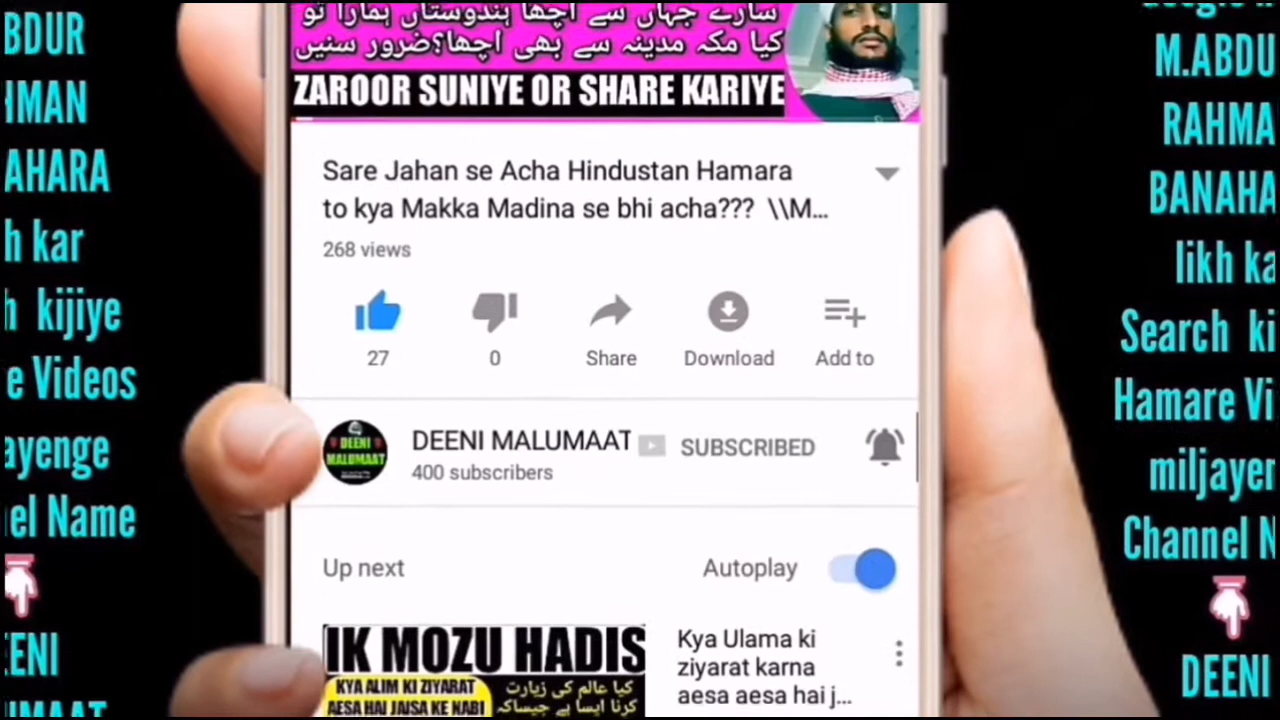 BDUR
HMAN
AHARA
h kar
h kijiye
e Videos
ayenge
el Name
EENI
سارے جہاں سے اچھا ہندوستاں ہمارا تو
کیا مکہ مدینہ سے بھی اچھا؟ضرور سنیں
ZAROOR SUNIYE OR SHARE KARIYE
Sare Jahan se Acha Hindustan Hamara
to kya Makka Madina se bhi acha??? \\M...
268 views
27
0
Share
Download
Add to
DEENI
MALUMAAT
DEENI MALUMAAT
SUBSCRIBED
400 subscribers
Up next
Autoplay
IK MOZU HADIS
KYA ALIM KI ZIYARAT
AESA HAI JAISA KE NABI
کیا عالم کی زیارت
کرنا ایسا ہے جیساکہ
Kya Ulama ki
ziyarat karna
aesa aesa hai j...
M.ABDU
RAHMA
BANAHA
likh ka
Search ki
Hamare Vi
miljayen
Channel N
DEENI